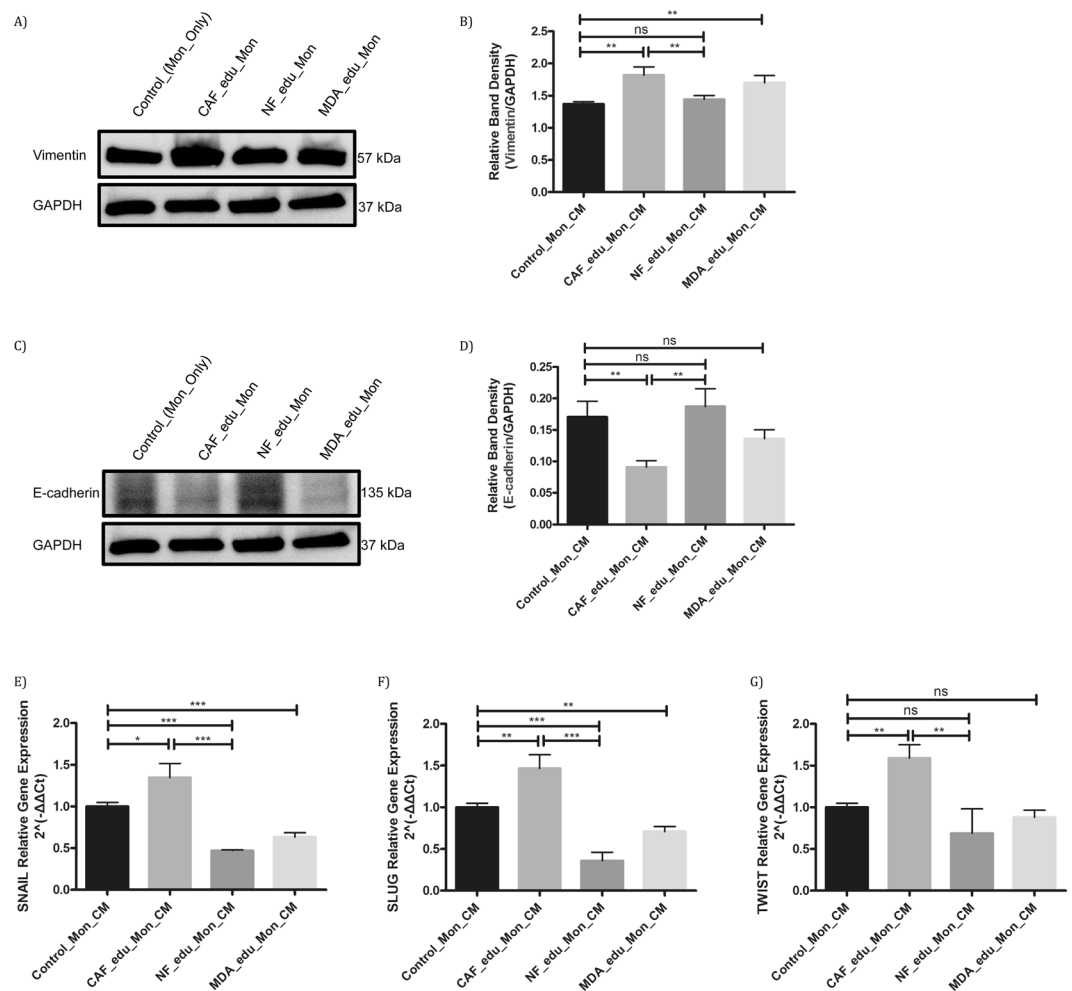 A)
Control_(Mon_Only)
CAF_edu_Mon
NF_edu_Mon
MDA_edu_Mon
Vimentin
57 kDa
GAPDH
37 kDa
B)
Relative Band Density
(Vimentin/GAPDH)
2.5
2.0
1.5
1.0
0.5
0.0
**
ns
** **
Control_Mon_CM
CAF_edu_Mon_CM
NF_edu_Mon_CM
MDA_edu_Mon_CM
C)
Control_(Mon_Only)
CAF_edu_Mon
NF_edu_Mon
MDA_edu_Mon
E-cadherin
135 kDa
GAPDH
37 kDa
D)
Relative Band Density
(E-cadherin/GAPDH)
0.25
0.20
0.15
0.10
0.05
0.00
ns
ns
** **
Control_Mon_CM
CAF_edu_Mon_CM
NF_edu_Mon_CM
MDA_edu_Mon_CM
E)
SNAIL Relative Gene Expression
2^(-ΔΔCt)
2.0
1.5
1.0
0.5
0.0
***
***
* ***
Control_Mon_CM
CAF_edu_Mon_CM
NF_edu_Mon_CM
MDA_edu_Mon_CM
F)
SLUG Relative Gene Expression
2^(-ΔΔCt)
2.0
1.5
1.0
0.5
0.0
**
***
** ***
Control_Mon_CM
CAF_edu_Mon_CM
NF_edu_Mon_CM
MDA_edu_Mon_CM
G)
TWIST Relative Gene Expression
2^(-ΔΔCt)
2.0
1.5
1.0
0.5
0.0
ns
ns
** **
Control_Mon_CM
CAF_edu_Mon_CM
NF_edu_Mon_CM
MDA_edu_Mon_CM